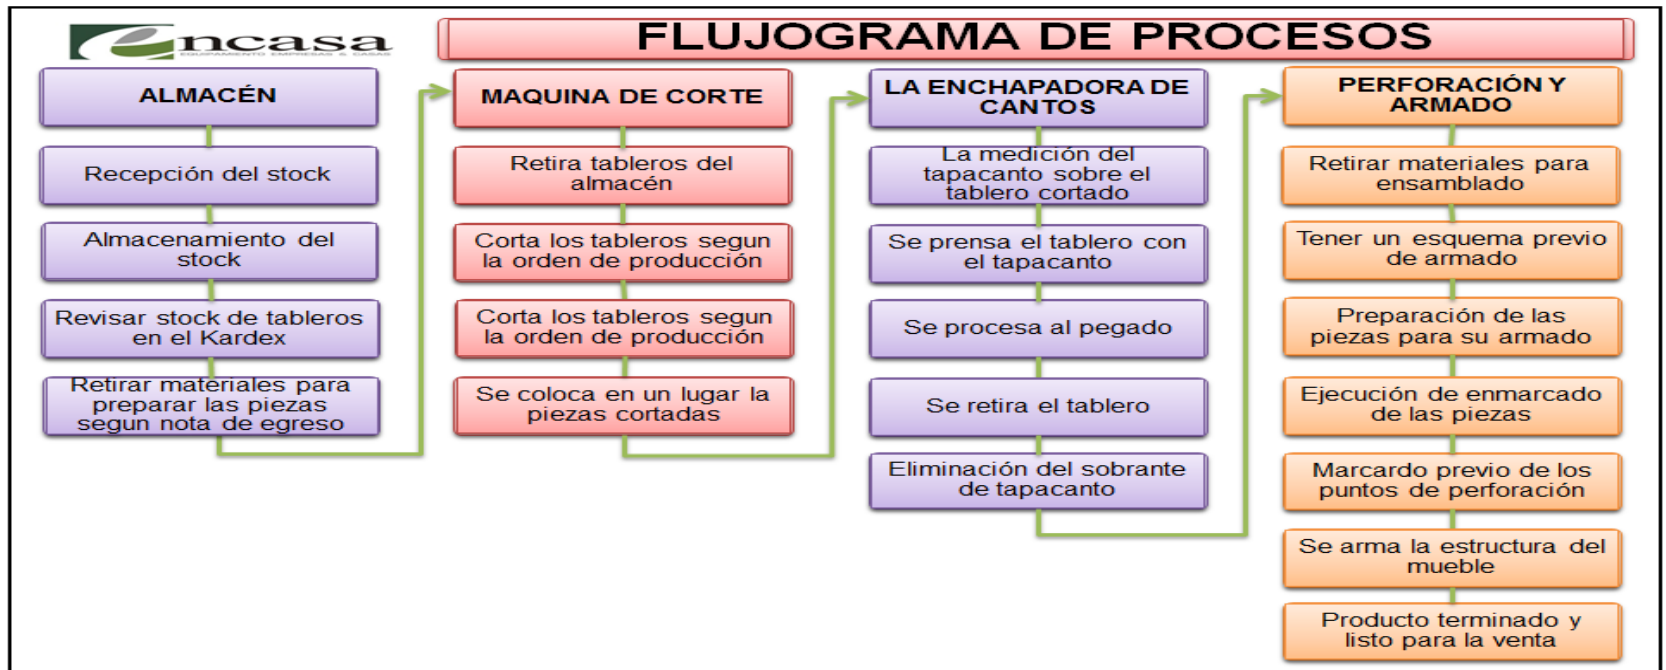 encasa
EQUIPAMIENTO EMPRESAS & CASAS
FLUJOGRAMA DE PROCESOS
ALMACÉN
Recepción del stock
Almacenamiento del
stock
Revisar stock de tableros
en el Kardex
Retirar materiales para
preparar las piezas
segun nota de egreso
MAQUINA DE CORTE
Retira tableros del
almacén
Corta los tableros segun
la orden de producción
Corta los tableros segun
la orden de producción
Se coloca en un lugar la
piezas cortadas
LA ENCHAPADORA DE
CANTOS
La medición del
tapacanto sobre el
tablero cortado
Se prensa el tablero con
el tapacanto
Se procesa al pegado
Se retira el tablero
Eliminación del sobrante
de tapacanto
PERFORACIÓN Y
ARMADO
Retirar materiales para
ensamblado
Tener un esquema previo
de armado
Preparación de las
piezas para su armado
Ejecución de enmarcado
de las piezas
Marcardo previo de los
puntos de perforación
Se arma la estructura del
mueble
Producto terminado y
listo para la venta